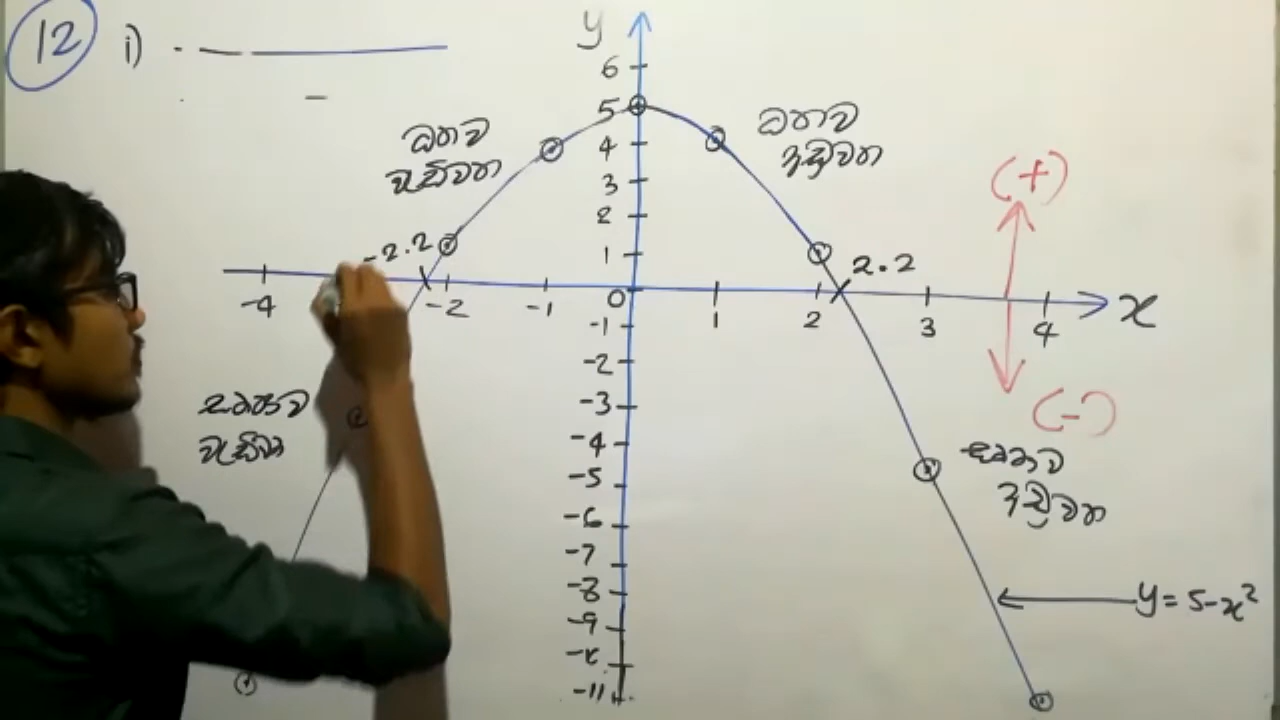 12 i)
y
6
5
4
3
2
1
0
-1
-2
-3
-4
-5
-6
-7
-8
-9
-11
-4 -2 -1 1 2 3 4 x
-2.2
2.2
ධනව
වැඩිවන
ධනව
අඩුවන
(+)
(-)
සෘණව
වැඩිවන
සෘණව
අඩුවන
y = 5-x²